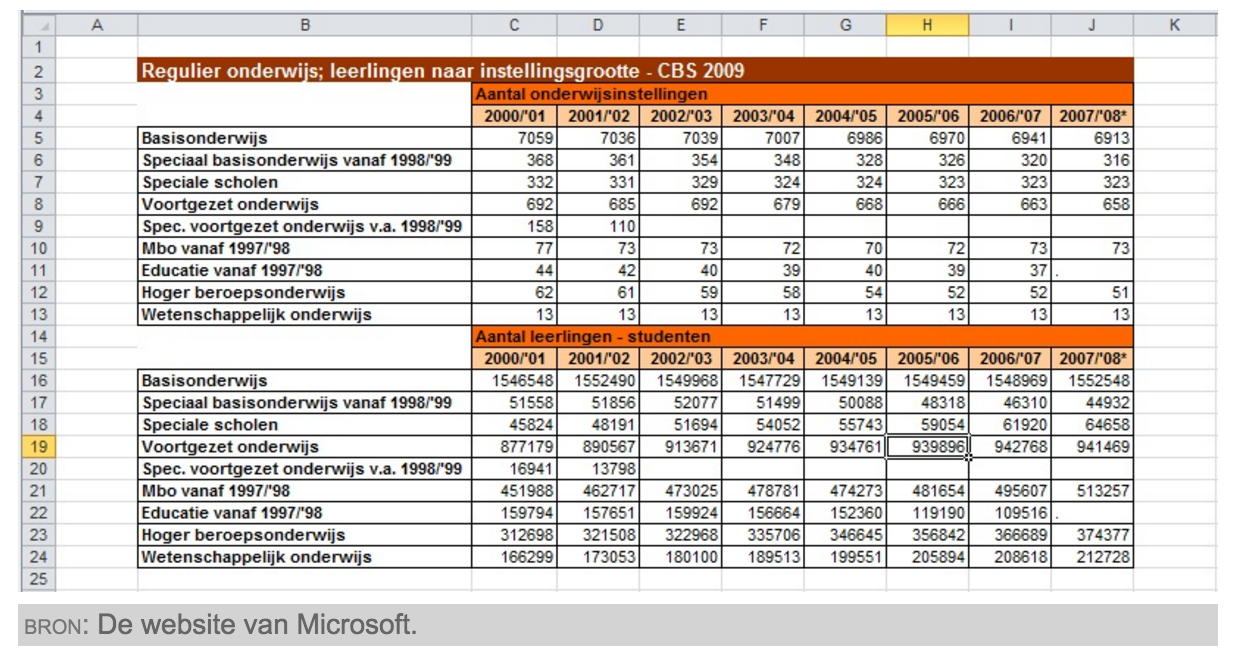 A B C D E F G H I J K
1
2 Regulier onderwijs; leerlingen naar instellingsgrootte - CBS 2009
3 Aantal onderwijsinstellingen
4 2000/'01 2001/'02 2002/'03 2003/'04 2004/'05 2005/'06 2006/'07 2007/'08*
5 Basisonderwijs 7059 7036 7039 7007 6986 6970 6941 6913
6 Speciaal basisonderwijs vanaf 1998/'99 368 361 354 348 328 326 320 316
7 Speciale scholen 332 331 329 324 324 323 323 323
8 Voortgezet onderwijs 692 685 692 679 668 666 663 658
9 Spec. voortgezet onderwijs v.a. 1998/'99 158 110
10 Mbo vanaf 1997/'98 77 73 73 72 70 72 73 73
11 Educatie vanaf 1997/'98 44 42 40 39 40 39 37 .
12 Hoger beroepsonderwijs 62 61 59 58 54 52 52 51
13 Wetenschappelijk onderwijs 13 13 13 13 13 13 13 13
14 Aantal leerlingen - studenten
15 2000/'01 2001/'02 2002/'03 2003/'04 2004/'05 2005/'06 2006/'07 2007/'08*
16 Basisonderwijs 1546548 1552490 1549968 1547729 1549139 1549459 1548969 1552548
17 Speciaal basisonderwijs vanaf 1998/'99 51558 51856 52077 51499 50088 48318 46310 44932
18 Speciale scholen 45824 48191 51694 54052 55743 59054 61920 64658
19 Voortgezet onderwijs 877179 890567 913671 924776 934761 939896 942768 941469
20 Spec. voortgezet onderwijs v.a. 1998/'99 16941 13798
21 Mbo vanaf 1997/'98 451988 462717 473025 478781 474273 481654 495607 513257
22 Educatie vanaf 1997/'98 159794 157651 159924 156664 152360 119190 109516 .
23 Hoger beroepsonderwijs 312698 321508 322968 335706 346645 356842 366689 374377
24 Wetenschappelijk onderwijs 166299 173053 180100 189513 199551 205894 208618 212728
25
BRON: De website van Microsoft.